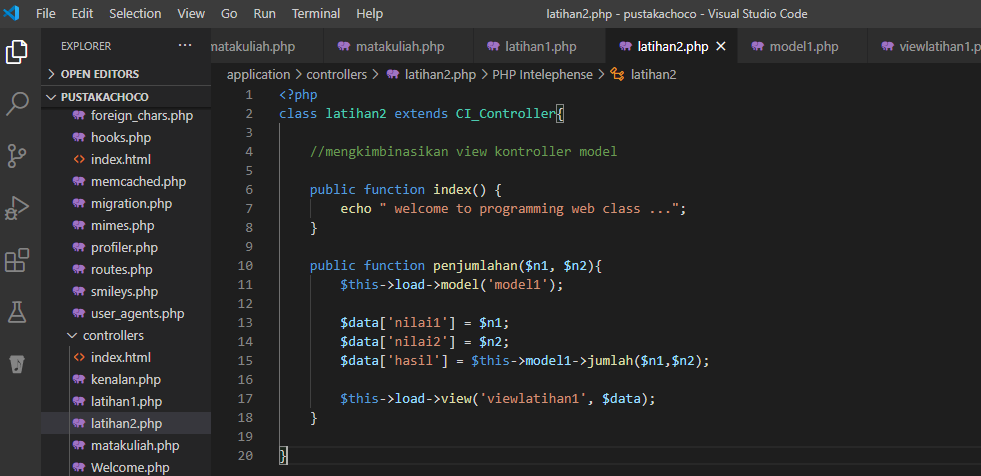 File Edit Selection View Go Run Terminal Help latihan2.php - pustakachoco - Visual Studio Code
EXPLORER ...
matakuliah.php matakuliah.php latihan1.php latihan2.php model1.php viewlatihan1.p
OPEN EDITORS
PUSTAKACHOCO
foreign_chars.php
hooks.php
index.html
memcached.php
migration.php
mimes.php
profiler.php
routes.php
smileys.php
user_agents.php
controllers
index.html
kenalan.php
latihan1.php
latihan2.php
matakuliah.php
Welcome.php
application > controllers > latihan2.php > PHP Intelephense > latihan2
1 <?php
2 class latihan2 extends CI_Controller{
3
4 //mengkimbinasikan view kontroller model
5
6 public function index() {
7 echo " welcome to programming web class ...";
8 }
9
10 public function penjumlahan($n1, $n2){
11 $this->load->model('model1');
12
13 $data['nilai1'] = $n1;
14 $data['nilai2'] = $n2;
15 $data['hasil'] = $this->model1->jumlah($n1,$n2);
16
17 $this->load->view('viewlatihan1', $data);
18 }
19
20 }